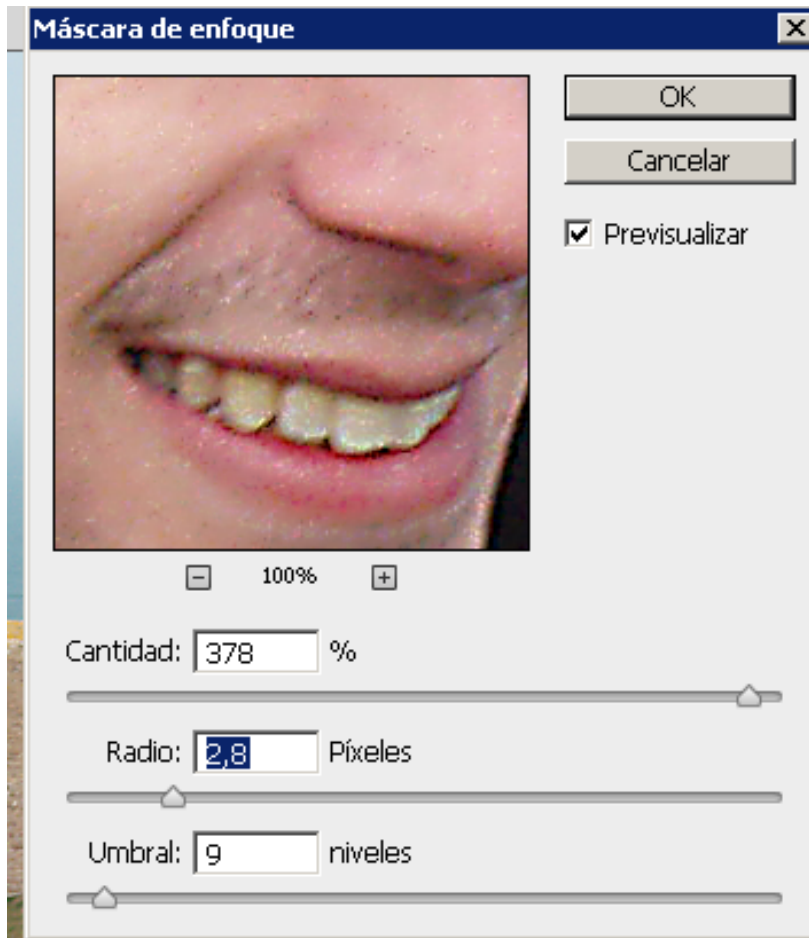 Máscara de enfoque
OK
Cancelar
Previsualizar
100%
Cantidad: 378 %
Radio: 2,8 Píxeles
Umbral: 9 niveles